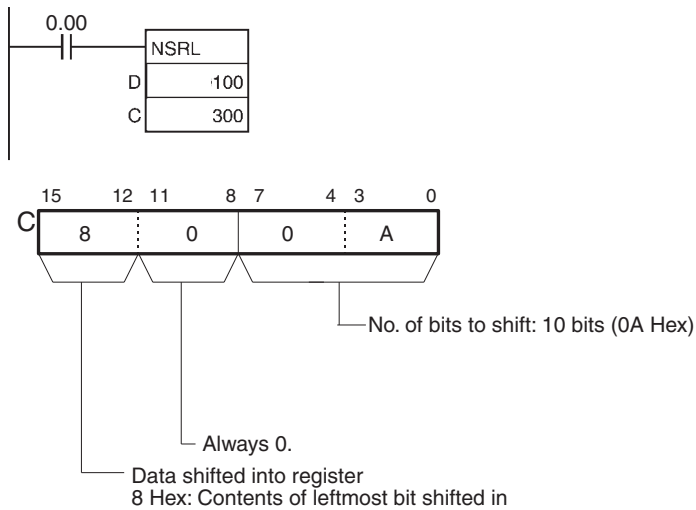 0.00
NSRL
D 100
C 300
15 12 11 8 7 4 3 0
C 8 0 0 A
No. of bits to shift: 10 bits (0A Hex)
Always 0.
Data shifted into register
8 Hex: Contents of leftmost bit shifted in